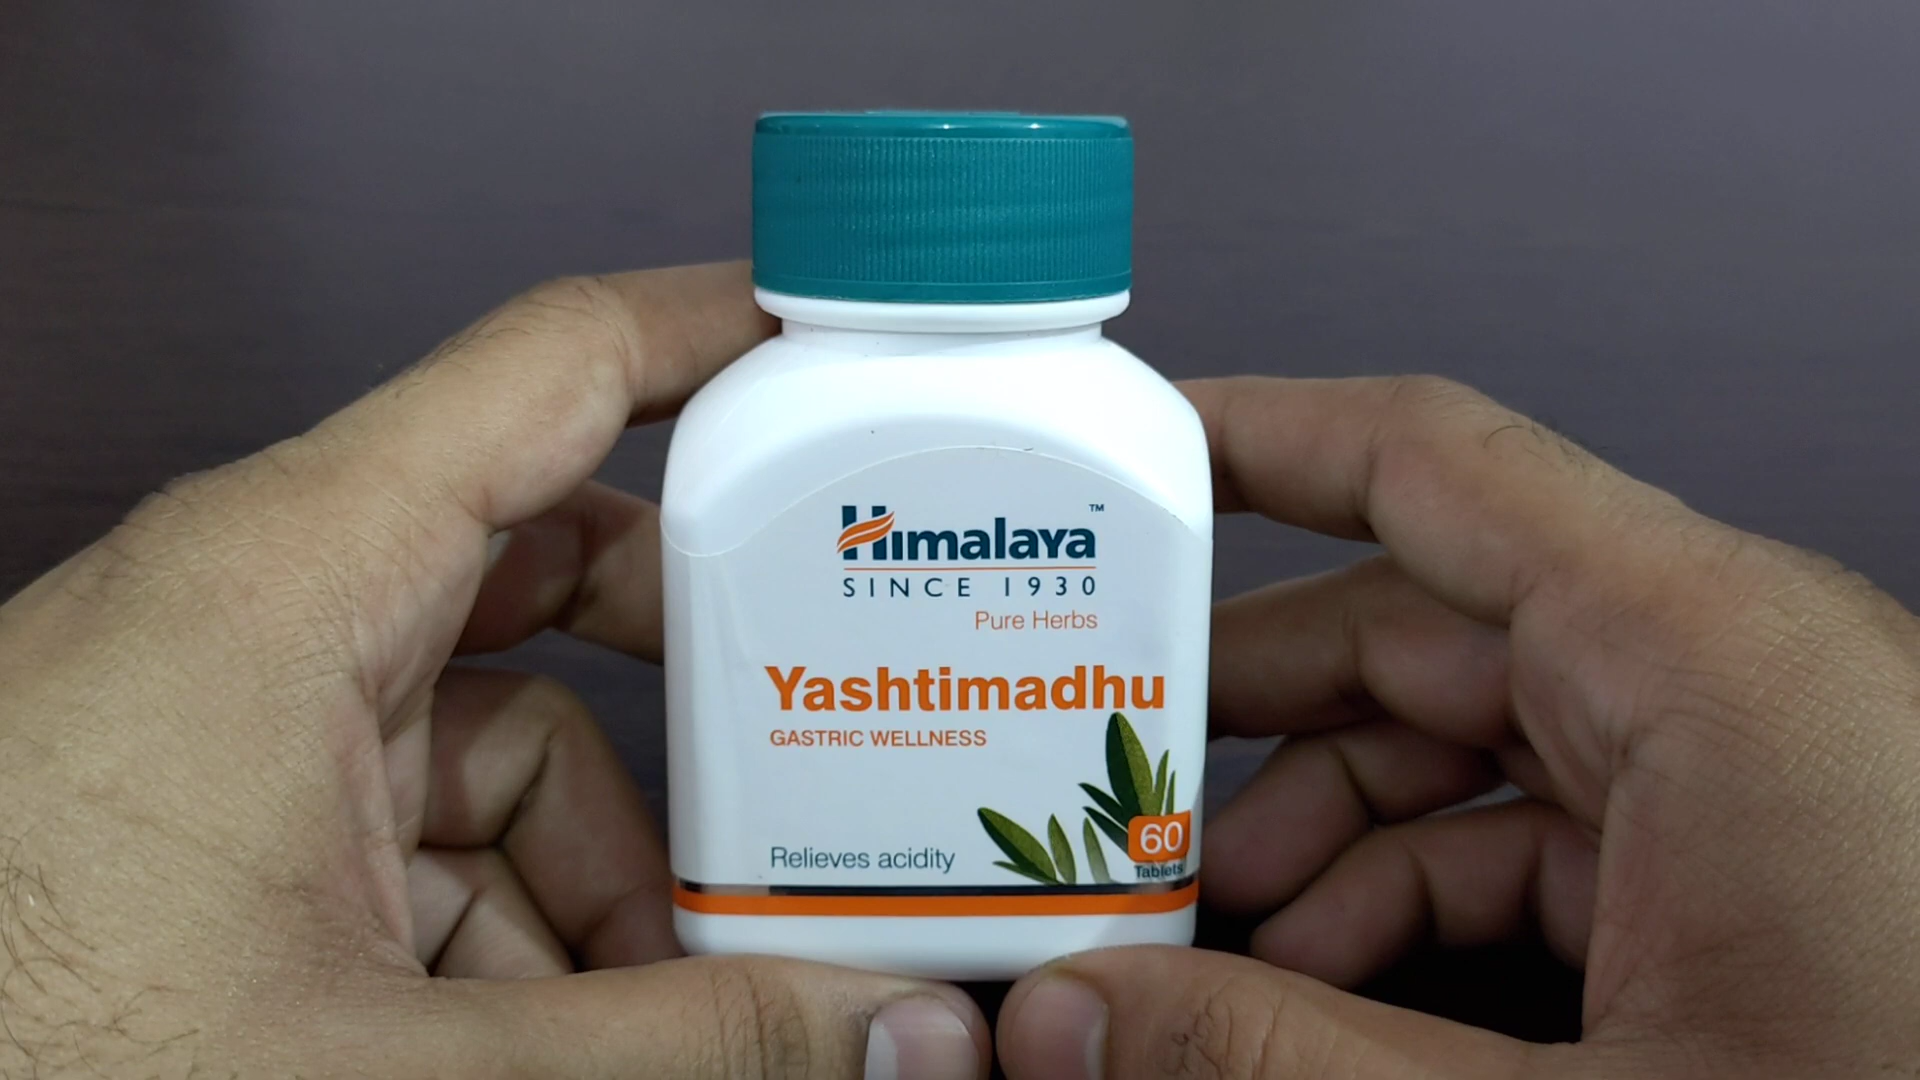 Himalaya™
SINCE 1930
Pure Herbs
Yashtimadhu
GASTRIC WELLNESS
Relieves acidity
60
Tablets